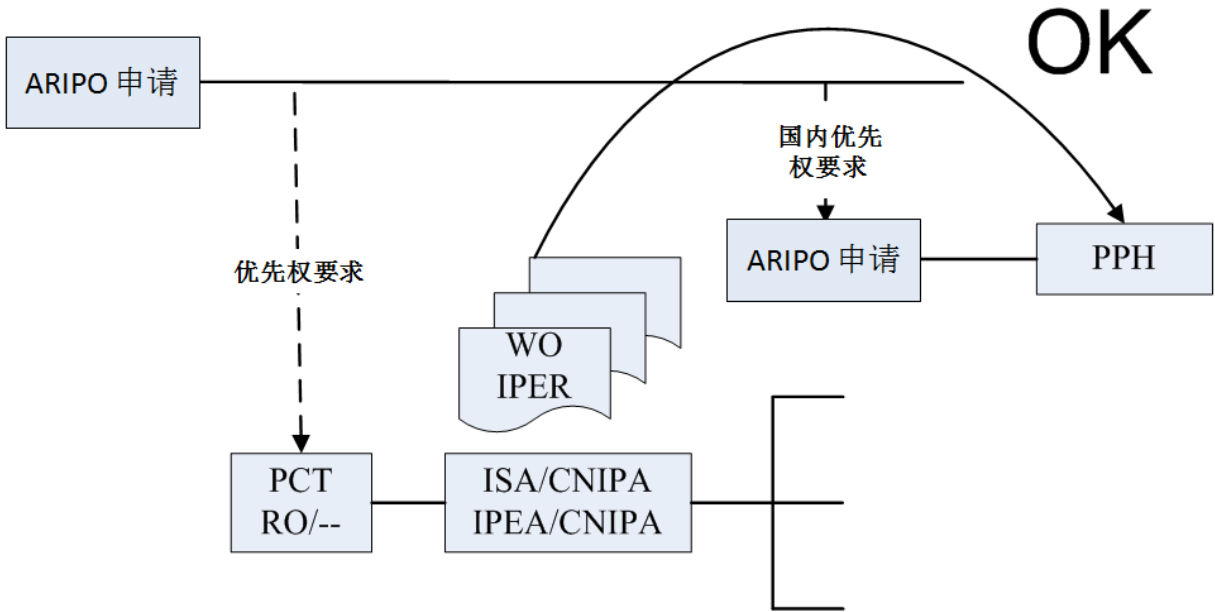 OK
ARIPO 申请
国内优先
权要求
ARIPO 申请
PPH
优先权要求
WO
IPER
PCT
RO/--
ISA/CNIPA
IPEA/CNIPA